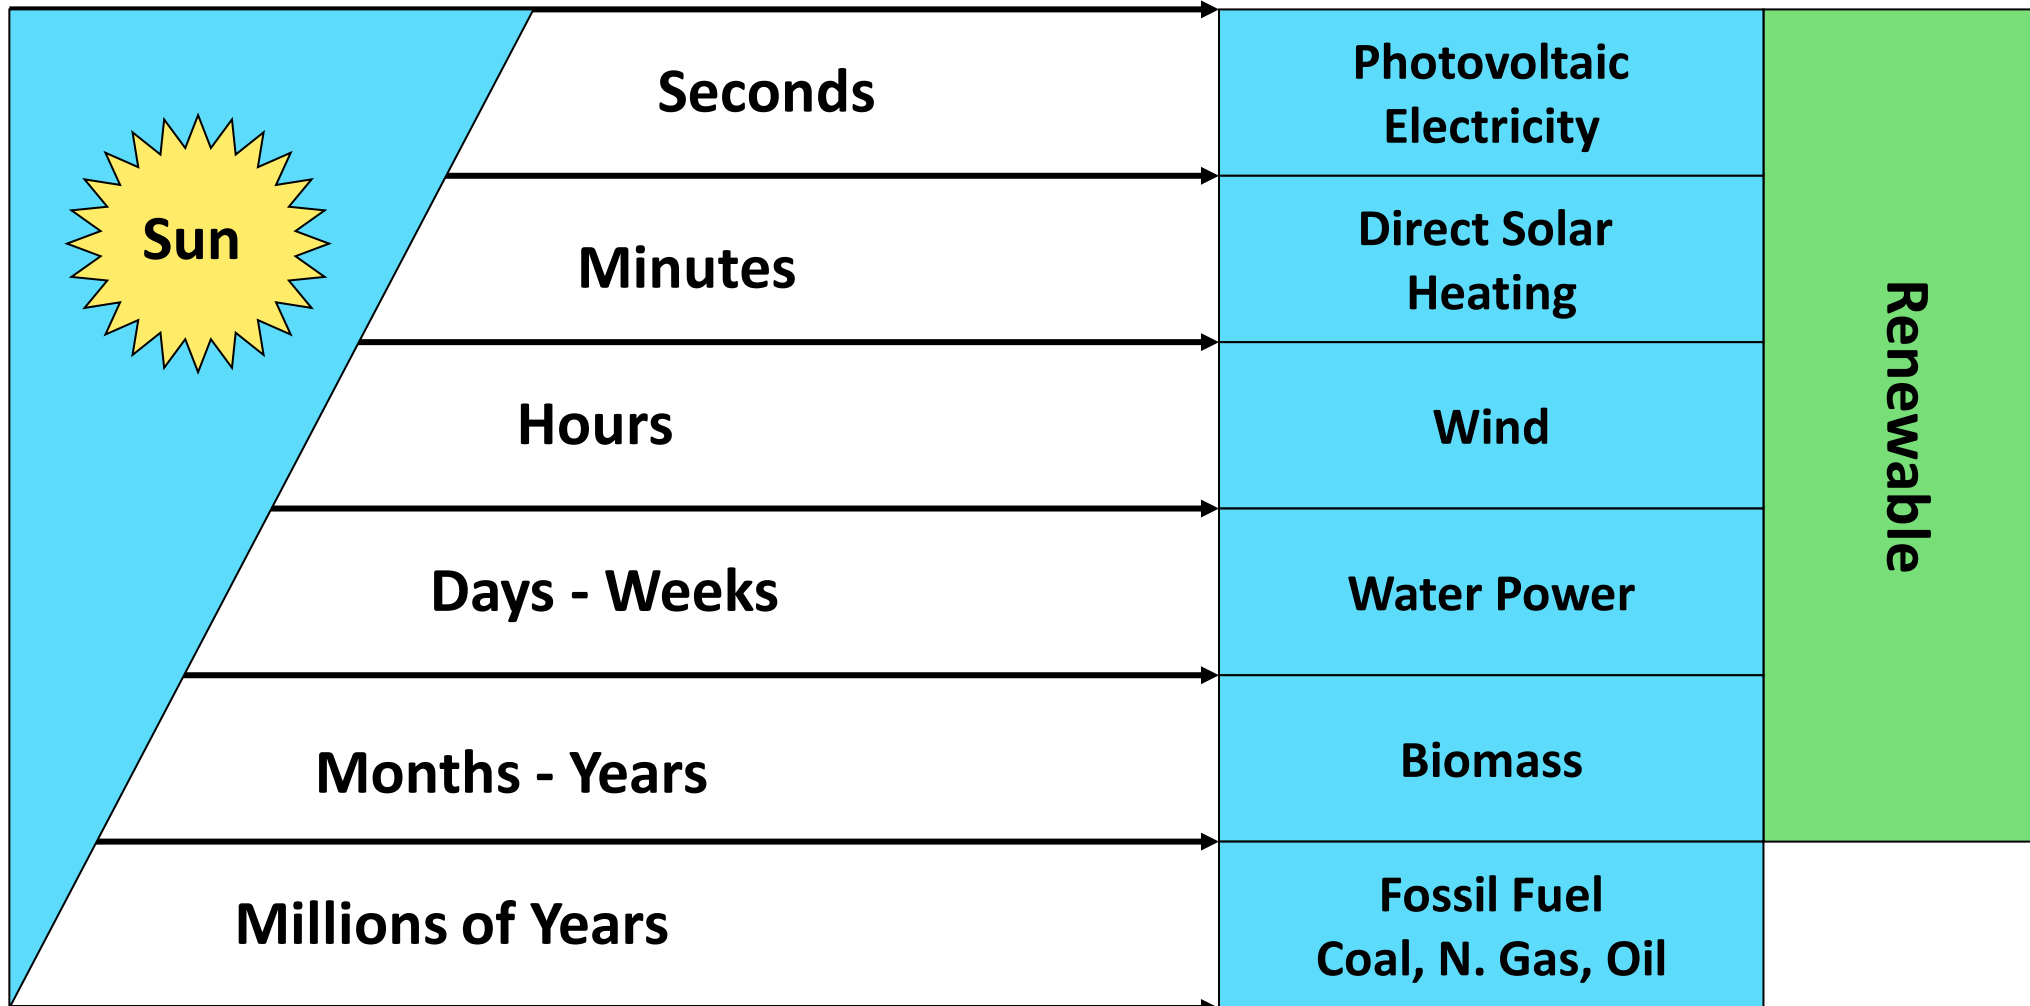 Sun
Seconds
Photovoltaic
Electricity
Minutes
Direct Solar
Heating
Hours
Wind
Days - Weeks
Water Power
Months - Years
Biomass
Millions of Years
Fossil Fuel
Coal, N. Gas, Oil
Renewable